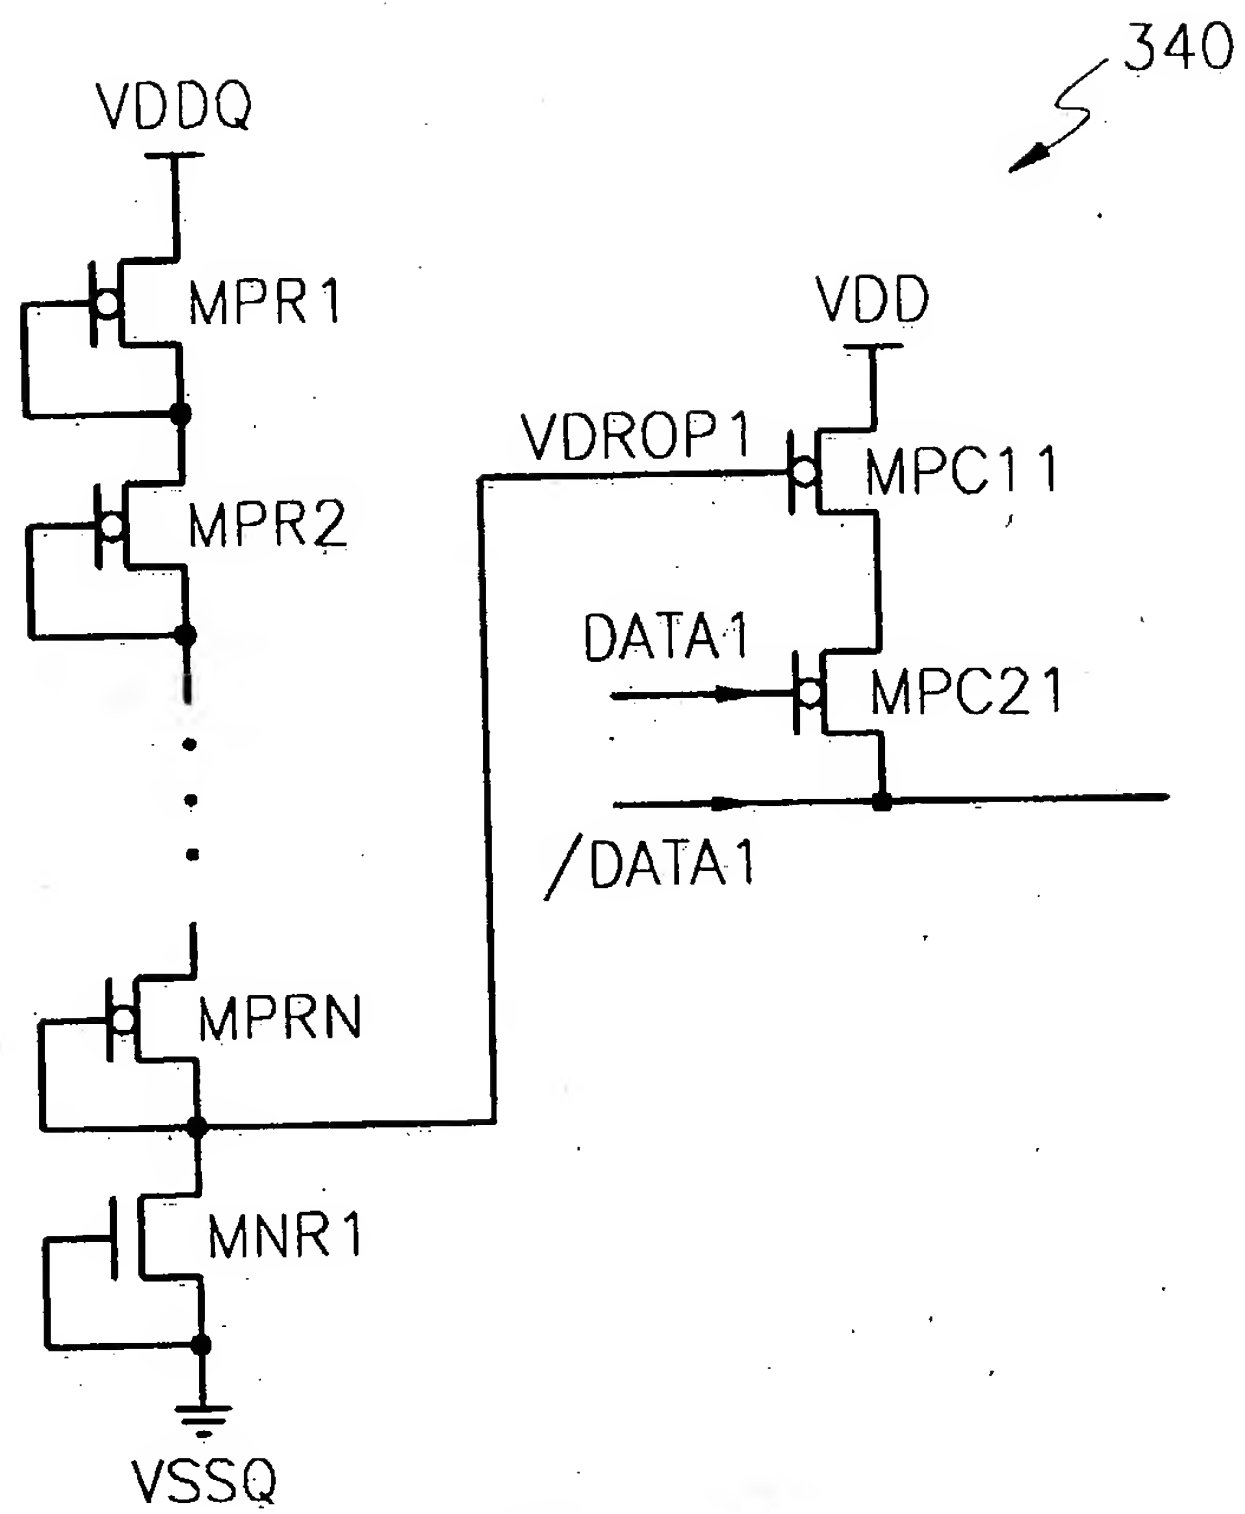 340
VDDQ
MPR1
VDD
VDROP1
MPC11
MPR2
DATA1
MPC21
/DATA1
MPRN
MNR1
VSSQ